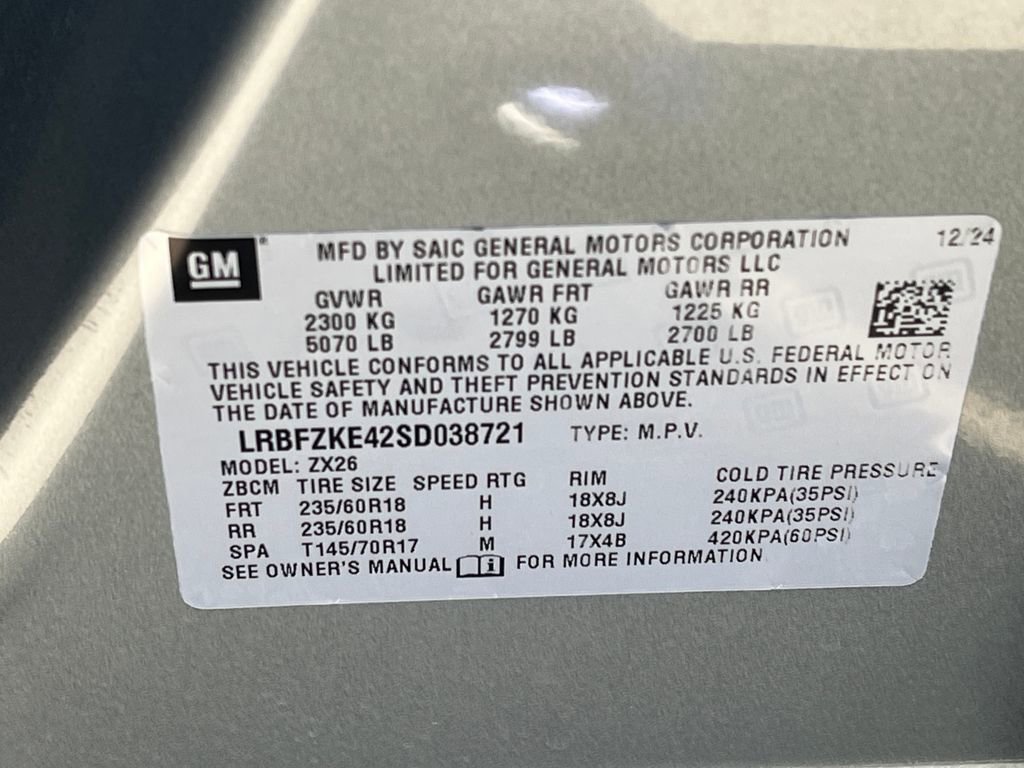 GM
MFD BY SAIC GENERAL MOTORS CORPORATION 12/24
LIMITED FOR GENERAL MOTORS LLC
GVWR GAWR FRT GAWR RR
2300 KG 1270 KG 1225 KG
5070 LB 2799 LB 2700 LB
THIS VEHICLE CONFORMS TO ALL APPLICABLE U.S. FEDERAL MOTOR
VEHICLE SAFETY AND THEFT PREVENTION STANDARDS IN EFFECT ON
THE DATE OF MANUFACTURE SHOWN ABOVE.
LRBFZKE42SD038721 TYPE: M.P.V.
MODEL: ZX26
ZBCM TIRE SIZE SPEED RTG RIM COLD TIRE PRESSURE
FRT 235/60R18 H 18X8J 240KPA(35PSI)
RR 235/60R18 H 18X8J 240KPA(35PSI)
SPA T145/70R17 M 17X4B 420KPA(60PSI)
SEE OWNER'S MANUAL i FOR MORE INFORMATION